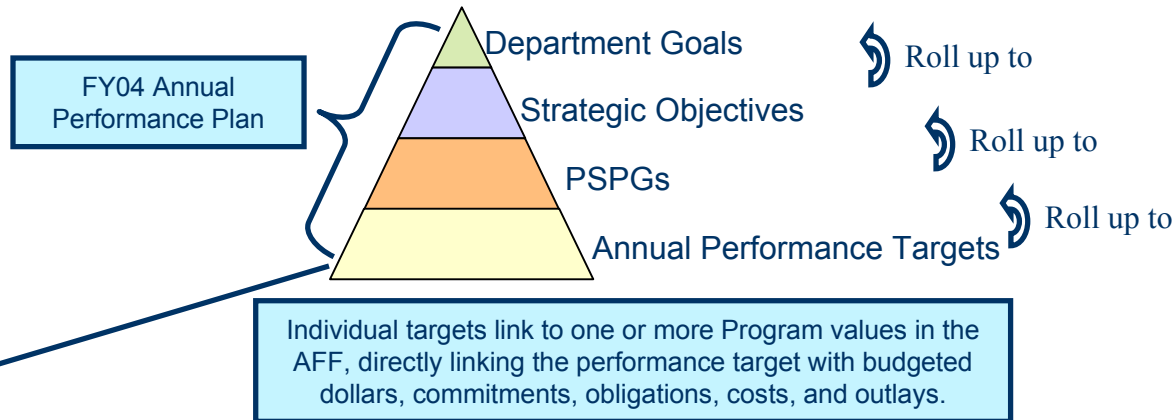 Department Goals
Roll up to
FY04 Annual
Performance Plan
Strategic Objectives
Roll up to
PSPGs
Roll up to
Annual Performance Targets
Individual targets link to one or more Program values in the
AFF, directly linking the performance target with budgeted
dollars, commitments, obligations, costs, and outlays.